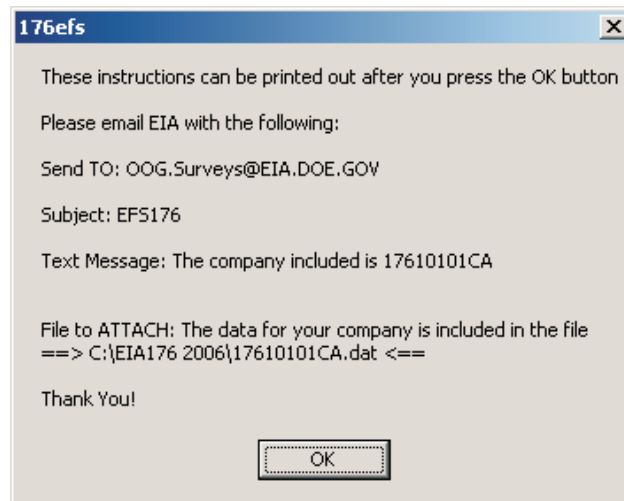 176efs
These instructions can be printed out after you press the OK button
Please email EIA with the following:
Send TO: OOG.Surveys@EIA.DOE.GOV
Subject: EFS176
Text Message: The company included is 17610101CA
File to ATTACH: The data for your company is included in the file
==> C:\EIA176 2006\17610101CA.dat <==
Thank You!
OK